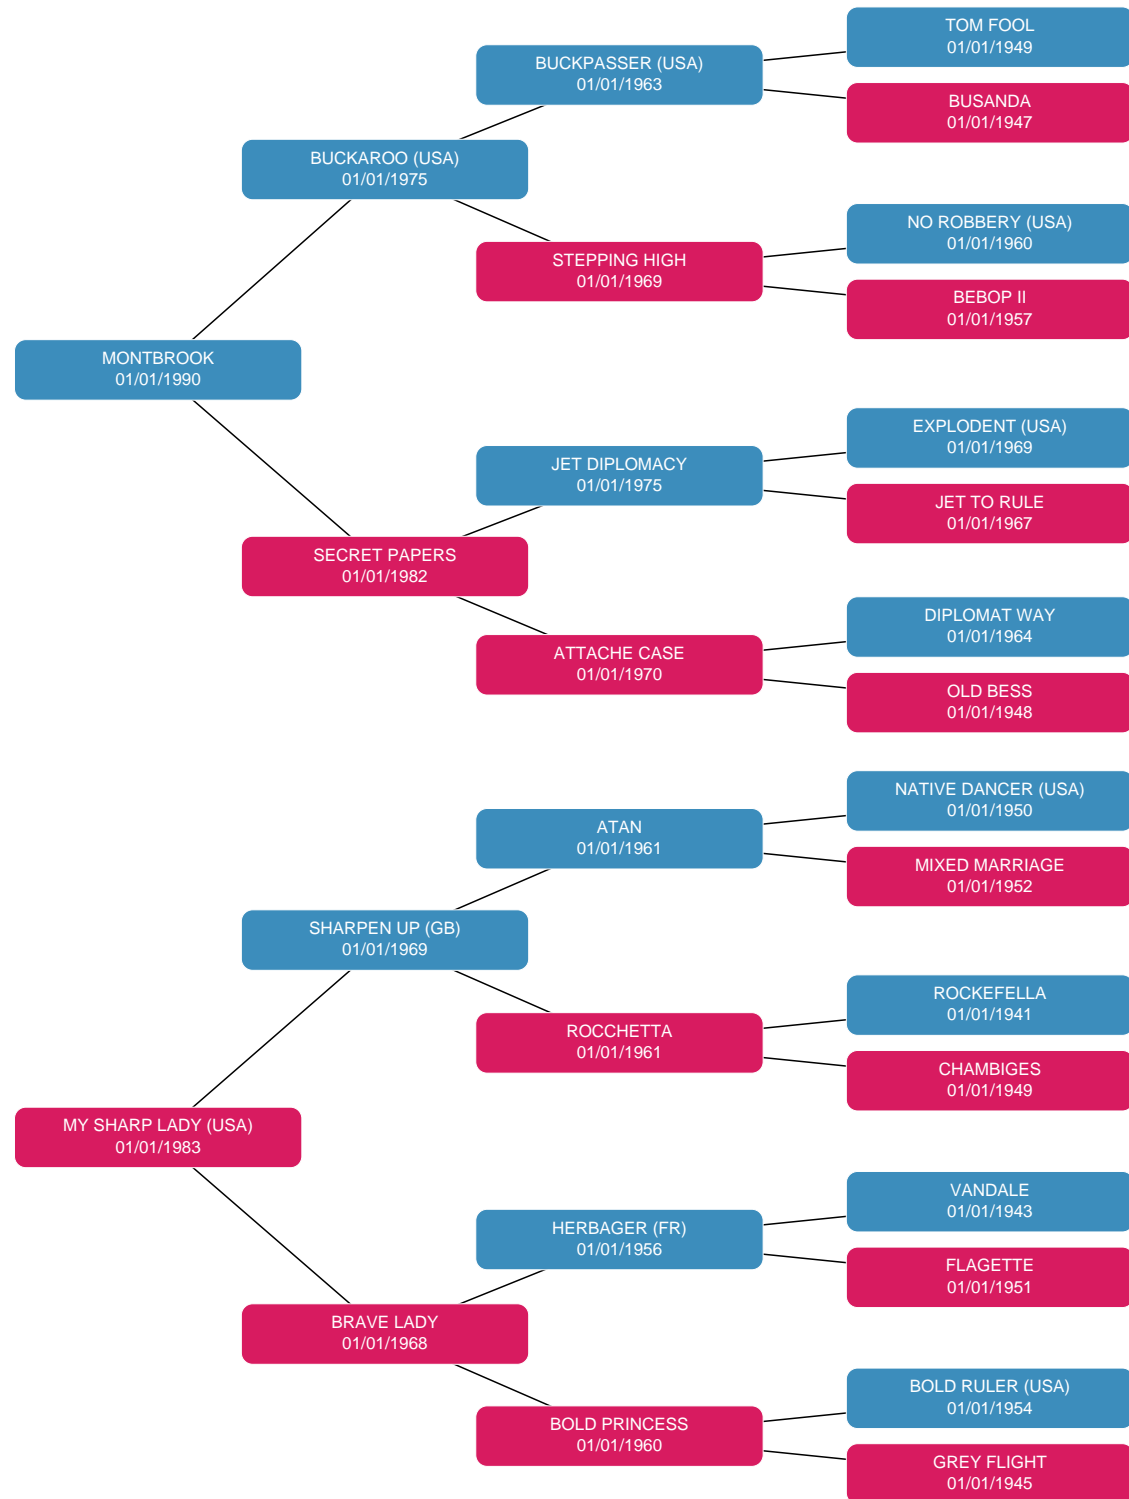 TOM FOOL
01/01/1949
BUCKPASSER (USA)
01/01/1963
BUSANDA
01/01/1947
BUCKAROO (USA)
01/01/1975
NO ROBBERY (USA)
01/01/1960
STEPPING HIGH
01/01/1969
BEBOP II
01/01/1957
MONTBROOK
01/01/1990
EXPLODENT (USA)
01/01/1969
JET DIPLOMACY
01/01/1975
JET TO RULE
01/01/1967
SECRET PAPERS
01/01/1982
DIPLOMAT WAY
01/01/1964
ATTACHE CASE
01/01/1970
OLD BESS
01/01/1948
NATIVE DANCER (USA)
01/01/1950
ATAN
01/01/1961
MIXED MARRIAGE
01/01/1952
SHARPEN UP (GB)
01/01/1969
ROCKEFELLA
01/01/1941
ROCCHETTA
01/01/1961
CHAMBIGES
01/01/1949
MY SHARP LADY (USA)
01/01/1983
VANDALE
01/01/1943
HERBAGER (FR)
01/01/1956
FLAGETTE
01/01/1951
BRAVE LADY
01/01/1968
BOLD RULER (USA)
01/01/1954
BOLD PRINCESS
01/01/1960
GREY FLIGHT
01/01/1945